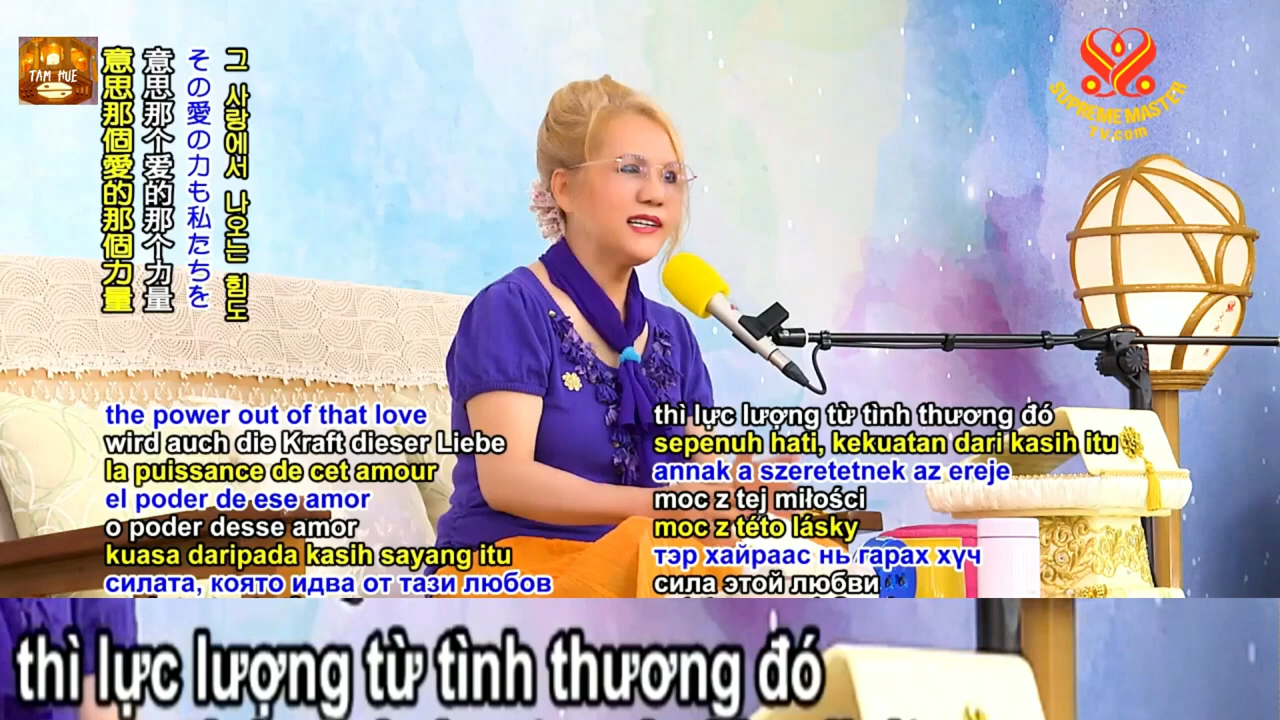 TAM HUE
意思那個愛的那個力量
意思那个爱的那个力量
その愛の力も私たちを
그 사랑에서 나오는 힘도
SUPREME MASTER
TV.com
the power out of that love
wird auch die Kraft dieser Liebe
la puissance de cet amour
el poder de ese amor
o poder desse amor
kuasa daripada kasih sayang itu
силата, която идва от тази любов
thì lực lượng từ tình thương đó
sepenuh hati, kekuatan dari kasih itu
annak a szeretetnek az ereje
moc z tej miłości
moc z této lásky
тэр хайраас нь гарах хүч
сила этой любви
thì lực lượng từ tình thương đó